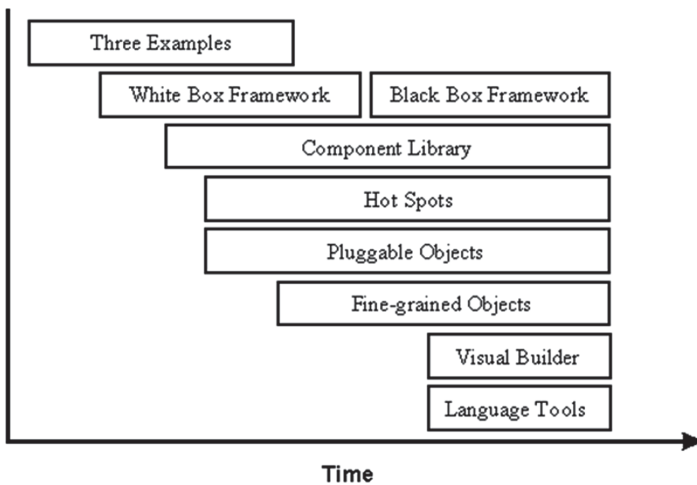 Three Examples
White Box Framework
Black Box Framework
Component Library
Hot Spots
Pluggable Objects
Fine-grained Objects
Visual Builder
Language Tools
Time